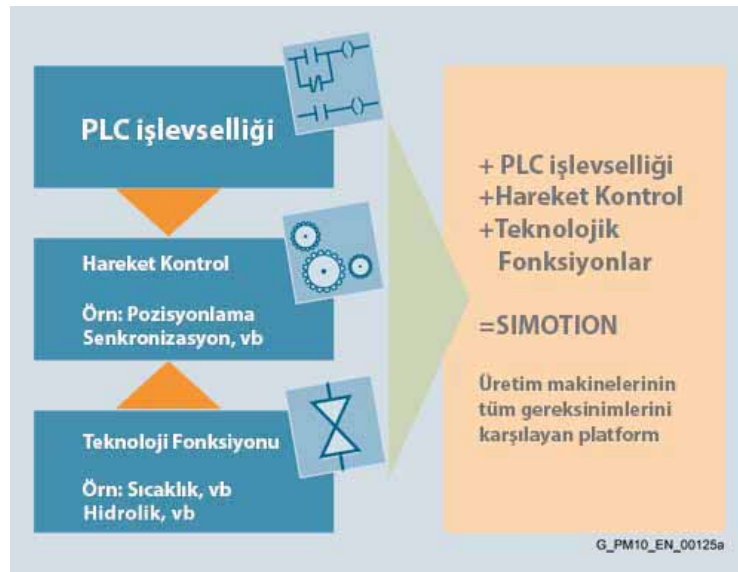 PLC işlevselliği
Hareket Kontrol
Örn: Pozisyonlama
Senkronizasyon, vb
Teknoloji Fonksiyonu
Örn: Sıcaklık, vb
Hidrolik, vb
+ PLC işlevselliği
+Hareket Kontrol
+Teknolojik
Fonksiyonlar
=SIMOTION
Üretim makinelerinin
tüm gereksinimlerini
karşılayan platform
G_PM10_EN_00125a